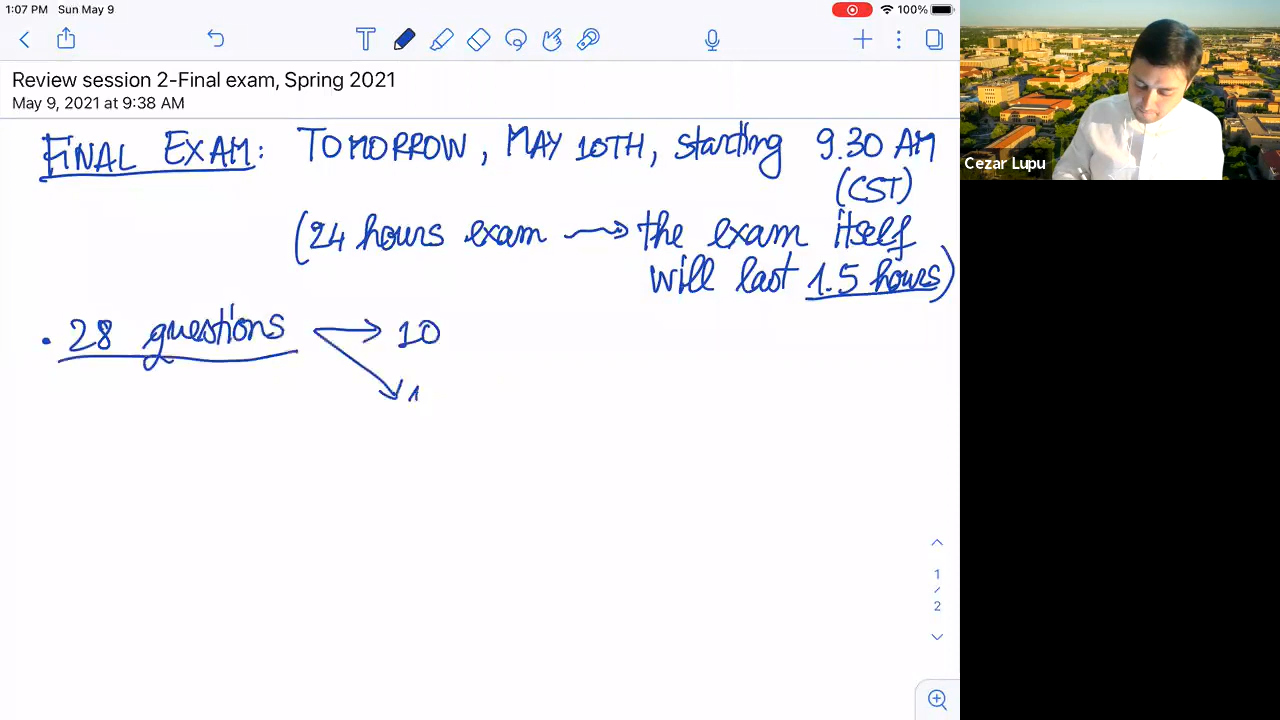 1:07 PM Sun May 9
100%
Review session 2-Final exam, Spring 2021
May 9, 2021 at 9:38 AM
FINAL EXAM: TOMORROW, MAY 10TH, starting 9.30 AM
(CST)
(24 hours exam → the exam itself
will last 1.5 hours)
• 28 questions → 10
1
2
Cezar Lupu